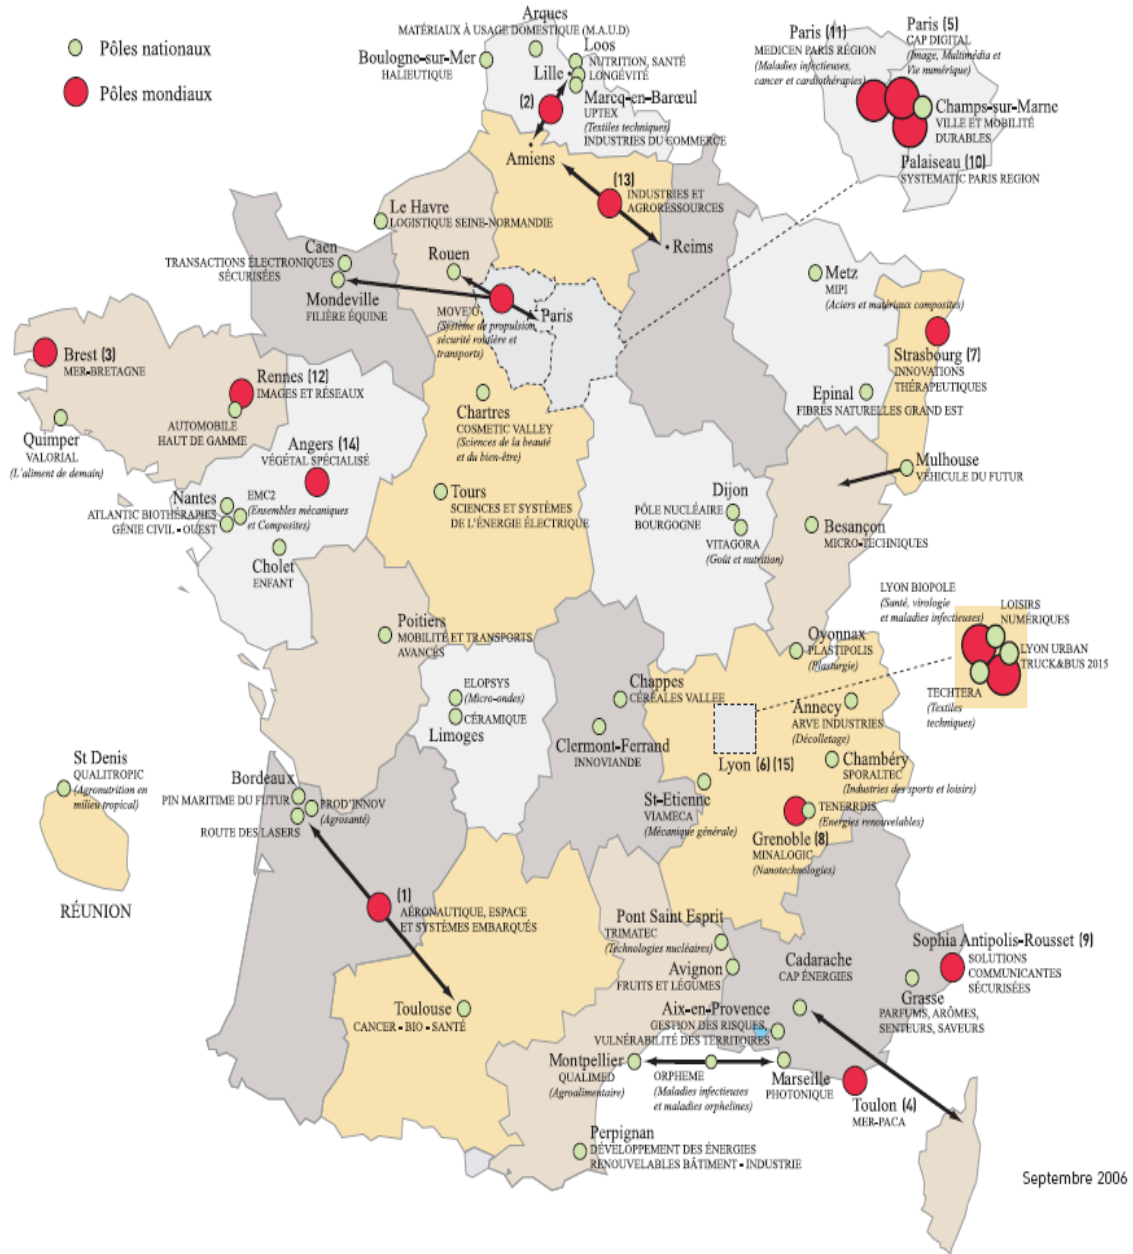 Pôles nationaux
Pôles mondiaux
Arques
MATÉRIAUX À USAGE DOMESTIQUE (M.A.U.D)
Boulogne-sur-Mer
HALIEUTIQUE
Loos
NUTRITION, SANTÉ
LONGÉVITÉ
Lille
(2)
Marcq-en-Barœul
UPTEX
(Textiles techniques)
INDUSTRIES DU COMMERCE
Amiens
(13)
INDUSTRIES ET
AGRORESSOURCES
Reims
Paris (11)
MEDICEN PARIS RÉGION
(Maladies infectieuses,
cancer et cardiothérapies)
Paris (5)
CAP DIGITAL
(Image, Multimédia et
Vie numérique)
Champs-sur-Marne
VILLE ET MOBILITÉ
DURABLES
Palaiseau (10)
SYSTEMATIC PARIS REGION
Le Havre
LOGISTIQUE SEINE-NORMANDIE
Caen
TRANSACTIONS ÉLECTRONIQUES
SÉCURISÉES
Mondeville
FILIÈRE ÉQUINE
Rouen
MOVE'O
(Système de propulsion,
sécurité routière et
transports)
Paris
Metz
MIPI
(Aciers et matériaux composites)
Strasbourg (7)
INNOVATIONS
THÉRAPEUTIQUES
Epinal
FIBRES NATURELLES GRAND EST
Brest (3)
MER-BRETAGNE
Rennes (12)
IMAGES ET RÉSEAUX
AUTOMOBILE
HAUT DE GAMME
Quimper
VALORIAL
(L'aliment de demain)
Angers (14)
VÉGÉTAL SPÉCIALISÉ
Chartres
COSMETIC VALLEY
(Sciences de la beauté
et du bien-être)
Mulhouse
VÉHICULE DU FUTUR
Nantes
ATLANTIC BIOTHÉRAPIES
GÉNIE CIVIL - OUEST
EMC2
(Ensembles mécaniques
et Composites)
Cholet
ENFANT
Tours
SCIENCES ET SYSTÈMES
DE L'ÉNERGIE ÉLECTRIQUE
Dijon
PÔLE NUCLÉAIRE
BOURGOGNE
VITAGORA
(Goût et nutrition)
Besançon
MICRO-TECHNIQUES
LYON BIOPOLE
(Santé, virologie
et maladies infectieuses)
LOISIRS
NUMÉRIQUES
LYON URBAN
TRUCK&BUS 2015
TECHTERA
(Textiles
techniques)
Poitiers
MOBILITÉ ET TRANSPORTS
AVANCÉS
Oyonnax
PLASTIPOLIS
(Plasturgie)
ELOPSYS
(Micro-ondes)
CÉRAMIQUE
Limoges
Chappes
CÉRÉALES VALLEE
Clermont-Ferrand
INNOVIANDE
Annecy
ARVE INDUSTRIES
(Décolletage)
Lyon (6) (15)
Chambéry
SPORALTEC
(Industries des sports et loisirs)
St-Etienne
VIAMECA
(Mécanique générale)
TENERRDIS
(Energies renouvelables)
Grenoble (8)
MINALOGIC
(Nanotechnologies)
St Denis
QUALITROPIC
(Agronutrition en
milieu tropical)
RÉUNION
Bordeaux
PIN MARITIME DU FUTUR
PROD'INNOV
(Agrosanté)
ROUTE DES LASERS
(1)
AÉRONAUTIQUE, ESPACE
ET SYSTÈMES EMBARQUÉS
Toulouse
CANCER - BIO - SANTÉ
Pont Saint Esprit
TRIMATEC
(Technologies nucléaires)
Avignon
FRUITS ET LÉGUMES
Cadarache
CAP ÉNERGIES
Sophia Antipolis-Rousset (9)
SOLUTIONS
COMMUNICANTES
SÉCURISÉES
Grasse
PARFUMS, ARÔMES,
SENTEURS, SAVEURS
Aix-en-Provence
GESTION DES RISQUES,
VULNÉRABILITÉ DES TERRITOIRES
Montpellier
QUALIMED
(Agroalimentaire)
ORPHEME
(Maladies infectieuses
et maladies orphelines)
Marseille
PHOTONIQUE
Toulon (4)
MER-PACA
Perpignan
DÉVELOPPEMENT DES ÉNERGIES
RENOUVELABLES BÂTIMENT - INDUSTRIE
Septembre 2006